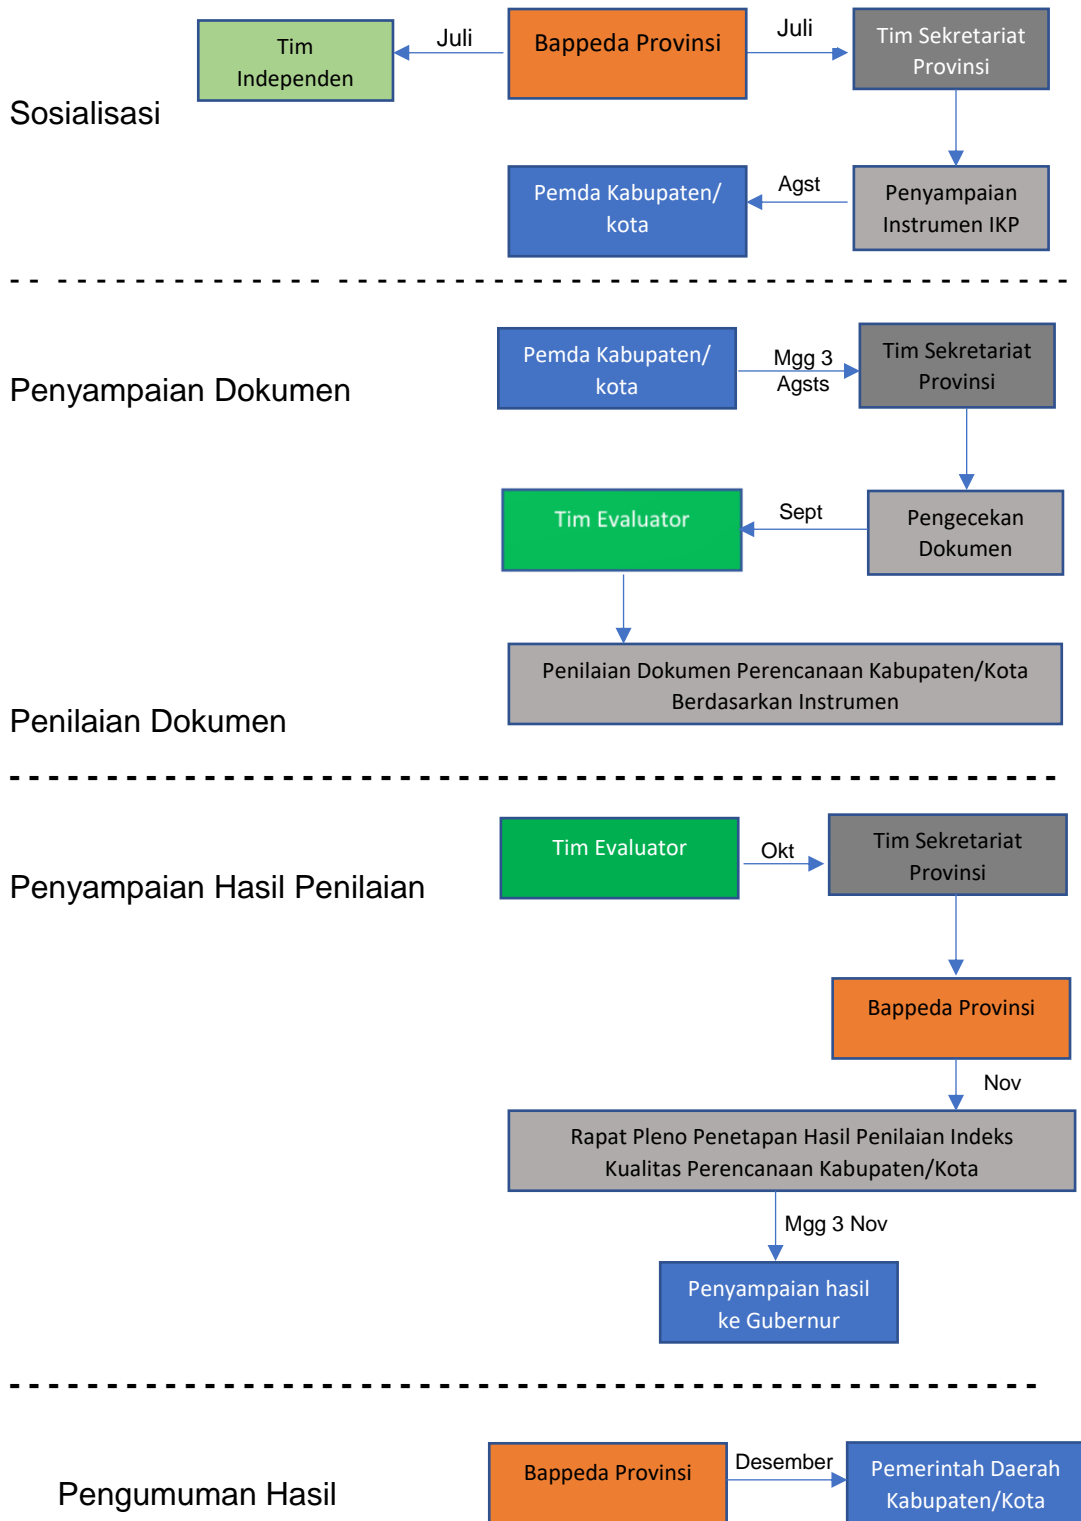 Tim
Independen
Juli
Bappeda Provinsi
Juli
Tim Sekretariat
Provinsi
Sosialisasi
Pemda Kabupaten/
kota
Agst
Penyampaian
Instrumen IKP
Penyampaian Dokumen
Pemda Kabupaten/
kota
Mgg 3
Agsts
Tim Sekretariat
Provinsi
Tim Evaluator
Sept
Pengecekan
Dokumen
Penilaian Dokumen Perencanaan Kabupaten/Kota
Berdasarkan Instrumen
Penilaian Dokumen
Tim Evaluator
Okt
Tim Sekretariat
Provinsi
Penyampaian Hasil Penilaian
Bappeda Provinsi
Nov
Rapat Pleno Penetapan Hasil Penilaian Indeks
Kualitas Perencanaan Kabupaten/Kota
Mgg 3 Nov
Penyampaian hasil
ke Gubernur
Bappeda Provinsi
Desember
Pemerintah Daerah
Kabupaten/Kota
Pengumuman Hasil